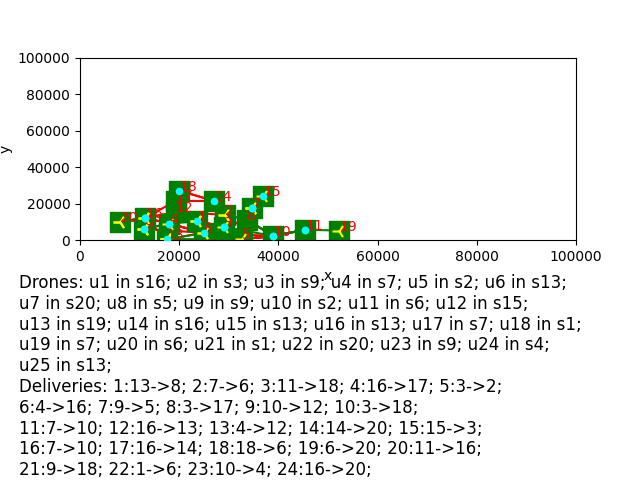 100000
80000
60000
40000
20000
0
y
0 20000 40000 60000 80000 100000
x
Drones: u1 in s16; u2 in s3; u3 in s9; u4 in s7; u5 in s2; u6 in s13;
u7 in s20; u8 in s5; u9 in s9; u10 in s2; u11 in s6; u12 in s15;
u13 in s19; u14 in s16; u15 in s13; u16 in s13; u17 in s7; u18 in s1;
u19 in s7; u20 in s6; u21 in s1; u22 in s20; u23 in s9; u24 in s4;
u25 in s13;
Deliveries: 1:13->8; 2:7->6; 3:11->18; 4:16->17; 5:3->2;
6:4->16; 7:9->5; 8:3->17; 9:10->12; 10:3->18;
11:7->10; 12:16->13; 13:4->12; 14:14->20; 15:15->3;
16:7->10; 17:16->14; 18:18->6; 19:6->20; 20:11->16;
21:9->18; 22:1->6; 23:10->4; 24:16->20;